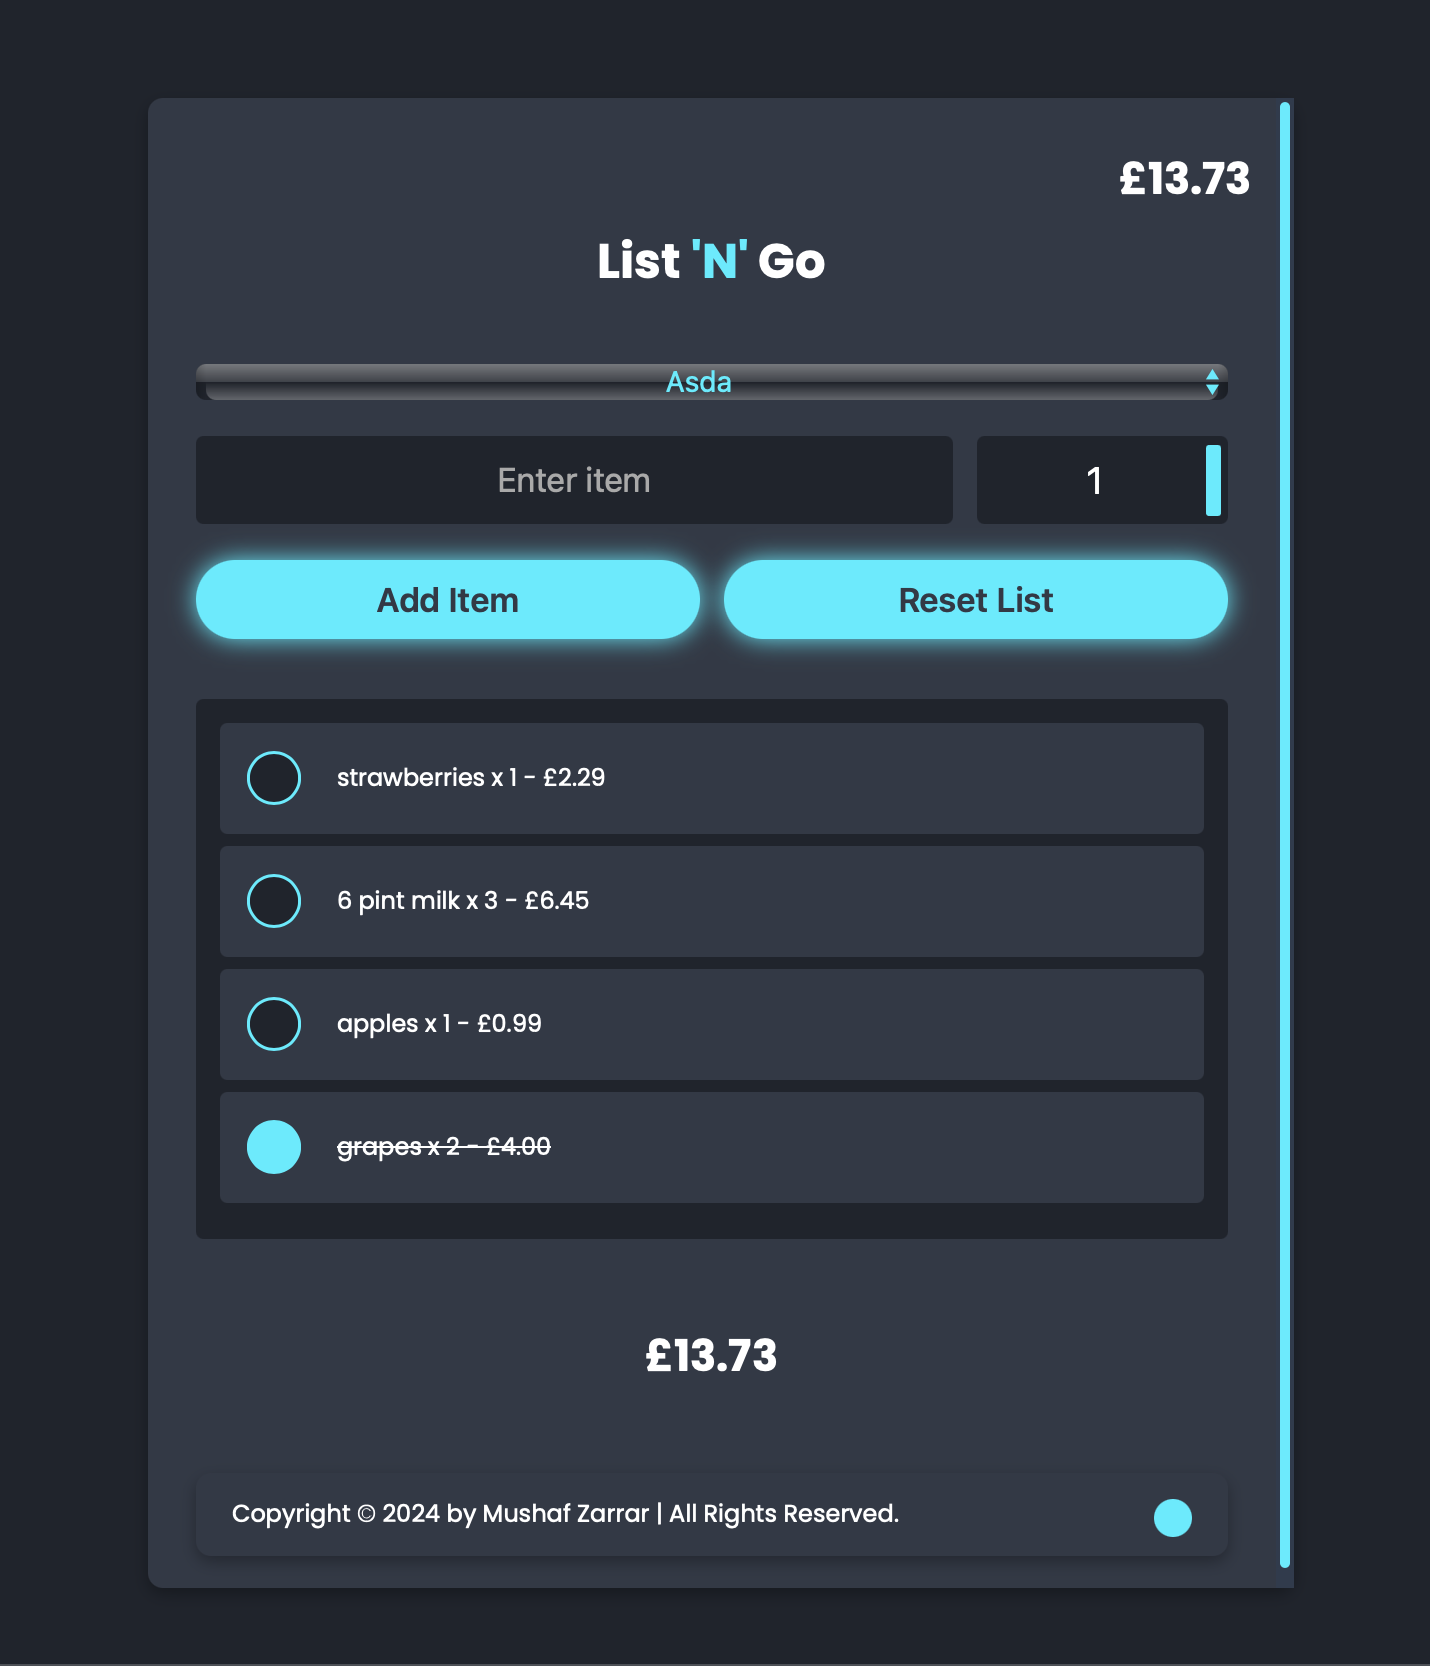 £13.73
List 'N' Go
Asda
Enter item
1
Add Item
Reset List
strawberries x 1 - £2.29
6 pint milk x 3 - £6.45
apples x 1 - £0.99
grapes x 2 - £4.00
£13.73
Copyright © 2024 by Mushaf Zarrar | All Rights Reserved.